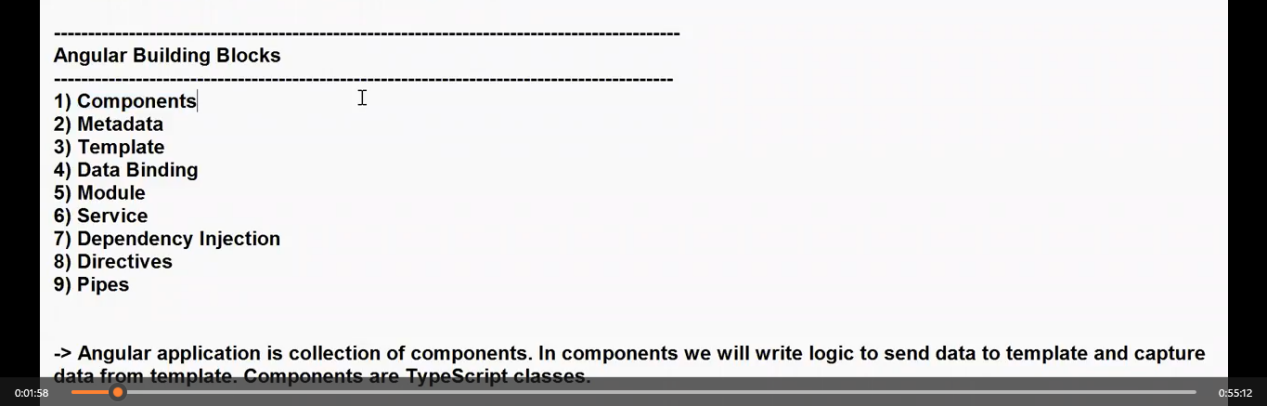 -----------------------------------------------------------------------------------------------
Angular Building Blocks
----------------------------------------------------------------------------------------------
1) Components
2) Metadata
3) Template
4) Data Binding
5) Module
6) Service
7) Dependency Injection
8) Directives
9) Pipes
-> Angular application is collection of components. In components we will write logic to send data to template and capture
data from template. Components are TypeScript classes.
0:01:58 0:55:12